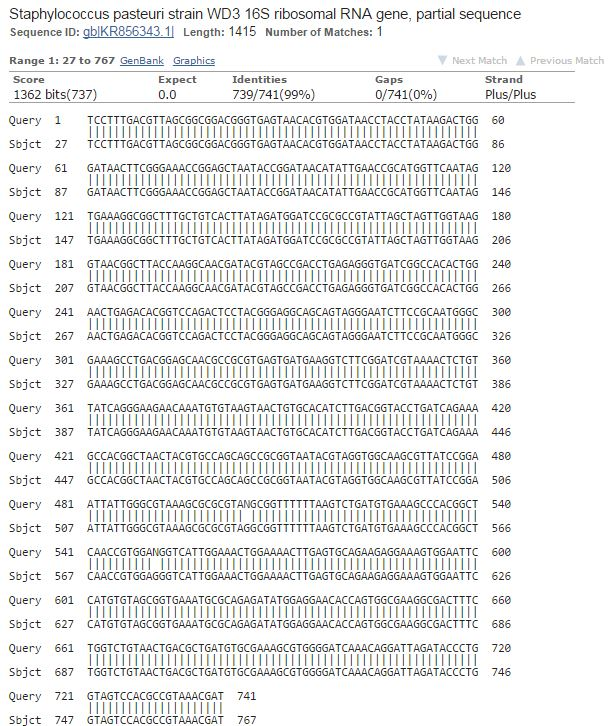 Staphylococcus pasteuri strain WD3 16S ribosomal RNA gene, partial sequence
Sequence ID: gb|KR856343.1| Length: 1415 Number of Matches: 1
Range 1: 27 to 767 GenBank Graphics Next Match Previous Match
Score Expect Identities Gaps Strand
1362 bits(737) 0.0 739/741(99%) 0/741(0%) Plus/Plus
Query 1 TCCTTTGACGTTAGCGGCGGACGGGTGAGTAACACGTGGATAACCTACCTATAAGACTGG 60
||||||||||||||||||||||||||||||||||||||||||||||||||||||||||||
Sbjct 27 TCCTTTGACGTTAGCGGCGGACGGGTGAGTAACACGTGGATAACCTACCTATAAGACTGG 86
Query 61 GATAACTTCGGGAAACCGGAGCTAATACCGGATAACATATTGAACCGCATGGTTCAATAG 120
||||||||||||||||||||||||||||||||||||||||||||||||||||||||||||
Sbjct 87 GATAACTTCGGGAAACCGGAGCTAATACCGGATAACATATTGAACCGCATGGTTCAATAG 146
Query 121 TGAAAGGCGGCTTTGCTGTCACTTATAGATGGATCCGCGCCGTATTAGCTAGTTGGTAAG 180
||||||||||||||||||||||||||||||||||||||||||||||||||||||||||||
Sbjct 147 TGAAAGGCGGCTTTGCTGTCACTTATAGATGGATCCGCGCCGTATTAGCTAGTTGGTAAG 206
Query 181 GTAACGGCTTACCAAGGCAACGATACGTAGCCGACCTGAGAGGGTGATCGGCCACACTGG 240
||||||||||||||||||||||||||||||||||||||||||||||||||||||||||||
Sbjct 207 GTAACGGCTTACCAAGGCAACGATACGTAGCCGACCTGAGAGGGTGATCGGCCACACTGG 266
Query 241 AACTGAGACACGGTCCAGACTCCTACGGGAGGCAGCAGTAGGGAATCTTCCGCAATGGGC 300
||||||||||||||||||||||||||||||||||||||||||||||||||||||||||||
Sbjct 267 AACTGAGACACGGTCCAGACTCCTACGGGAGGCAGCAGTAGGGAATCTTCCGCAATGGGC 326
Query 301 GAAAGCCTGACGGAGCAACGCCGCGTGAGTGATGAAGGTCTTCGGATCGTAAAACTCTGT 360
||||||||||||||||||||||||||||||||||||||||||||||||||||||||||||
Sbjct 327 GAAAGCCTGACGGAGCAACGCCGCGTGAGTGATGAAGGTCTTCGGATCGTAAAACTCTGT 386
Query 361 TATCAGGGAAGAACAAATGTGTAAGTAACTGTGCACATCTTGACGGTACCTGATCAGAAA 420
||||||||||||||||||||||||||||||||||||||||||||||||||||||||||||
Sbjct 387 TATCAGGGAAGAACAAATGTGTAAGTAACTGTGCACATCTTGACGGTACCTGATCAGAAA 446
Query 421 GCCACGGCTAACTACGTGCCAGCAGCCGCGGTAATACGTAGGTGGCAAGCGTTATCCGGA 480
||||||||||||||||||||||||||||||||||||||||||||||||||||||||||||
Sbjct 447 GCCACGGCTAACTACGTGCCAGCAGCCGCGGTAATACGTAGGTGGCAAGCGTTATCCGGA 506
Query 481 ATTATTGGGCGTAAAGCGCGCGTANGCGGTTTTTTAAGTCTGATGTGAAAGCCCACGGCT 540
|||||||||||||||||||||||| |||||||||||||||||||||||||||||||||||
Sbjct 507 ATTATTGGGCGTAAAGCGCGCGTAGGCGGTTTTTTAAGTCTGATGTGAAAGCCCACGGCT 566
Query 541 CAACCGTGGANGGTCATTGGAAACTGGAAAACTTGAGTGCAGAAGAGGAAAGTGGAATTC 600
|||||||||| |||||||||||||||||||||||||||||||||||||||||||||||||
Sbjct 567 CAACCGTGGAGGGTCATTGGAAACTGGAAAACTTGAGTGCAGAAGAGGAAAGTGGAATTC 626
Query 601 CATGTGTAGCGGTGAAATGCGCAGAGATATGGAGGAACACCAGTGGCGAAGGCGACTTTC 660
||||||||||||||||||||||||||||||||||||||||||||||||||||||||||||
Sbjct 627 CATGTGTAGCGGTGAAATGCGCAGAGATATGGAGGAACACCAGTGGCGAAGGCGACTTTC 686
Query 661 TGGTCTGTAACTGACGCTGATGTGCGAAAGCGTGGGGATCAAACAGGATTAGATACCCTG 720
||||||||||||||||||||||||||||||||||||||||||||||||||||||||||||
Sbjct 687 TGGTCTGTAACTGACGCTGATGTGCGAAAGCGTGGGGATCAAACAGGATTAGATACCCTG 746
Query 721 GTAGTCCACGCCGTAAACGAT 741
|||||||||||||||||||||
Sbjct 747 GTAGTCCACGCCGTAAACGAT 767